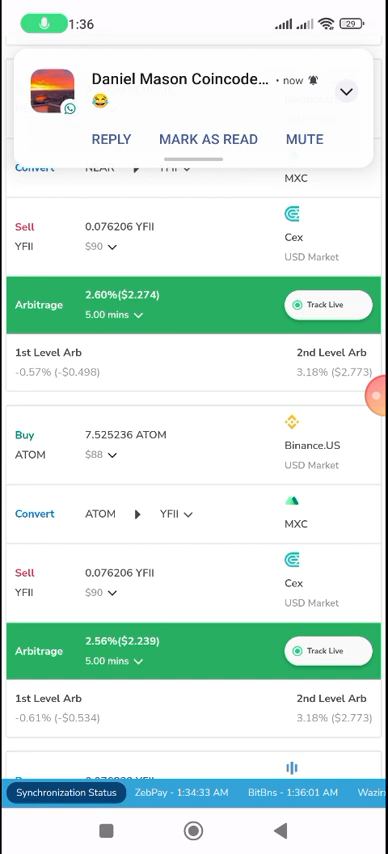 1:36
29
Daniel Mason Coincode... • now
😂
REPLY MARK AS READ MUTE
Convert NEAR YFII
MXC
Sell 0.076206 YFII
YFII $90
Cex
USD Market
Arbitrage 2.60%($2.274) Track Live
5.00 mins
1st Level Arb 2nd Level Arb
-0.57% (-$0.498) 3.18% ($2.773)
Buy 7.525236 ATOM
ATOM $88
Binance.US
USD Market
Convert ATOM YFII
MXC
Sell 0.076206 YFII
YFII $90
Cex
USD Market
Arbitrage 2.56%($2.239) Track Live
5.00 mins
1st Level Arb 2nd Level Arb
-0.61% (-$0.534) 3.18% ($2.773)
Synchronization Status ZebPay - 1:34:33 AM BitBns - 1:36:01 AM Wazir